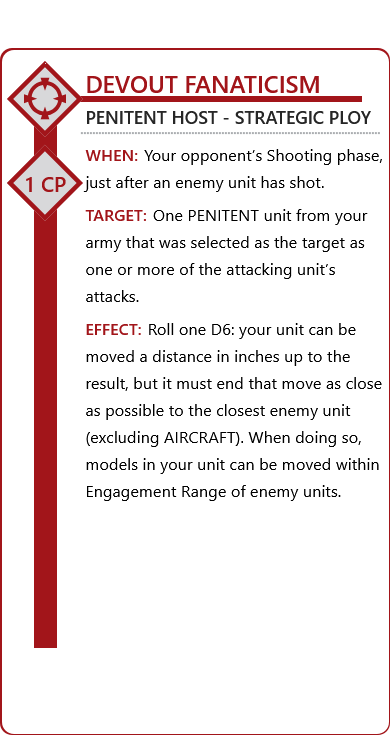 DEVOUT FANATICISM
PENITENT HOST - STRATEGIC PLOY
1 CP
WHEN: Your opponent's Shooting phase,
just after an enemy unit has shot.
TARGET: One PENITENT unit from your
army that was selected as the target as
one or more of the attacking unit's
attacks.
EFFECT: Roll one D6: your unit can be
moved a distance in inches up to the
result, but it must end that move as close
as possible to the closest enemy unit
(excluding AIRCRAFT). When doing so,
models in your unit can be moved within
Engagement Range of enemy units.